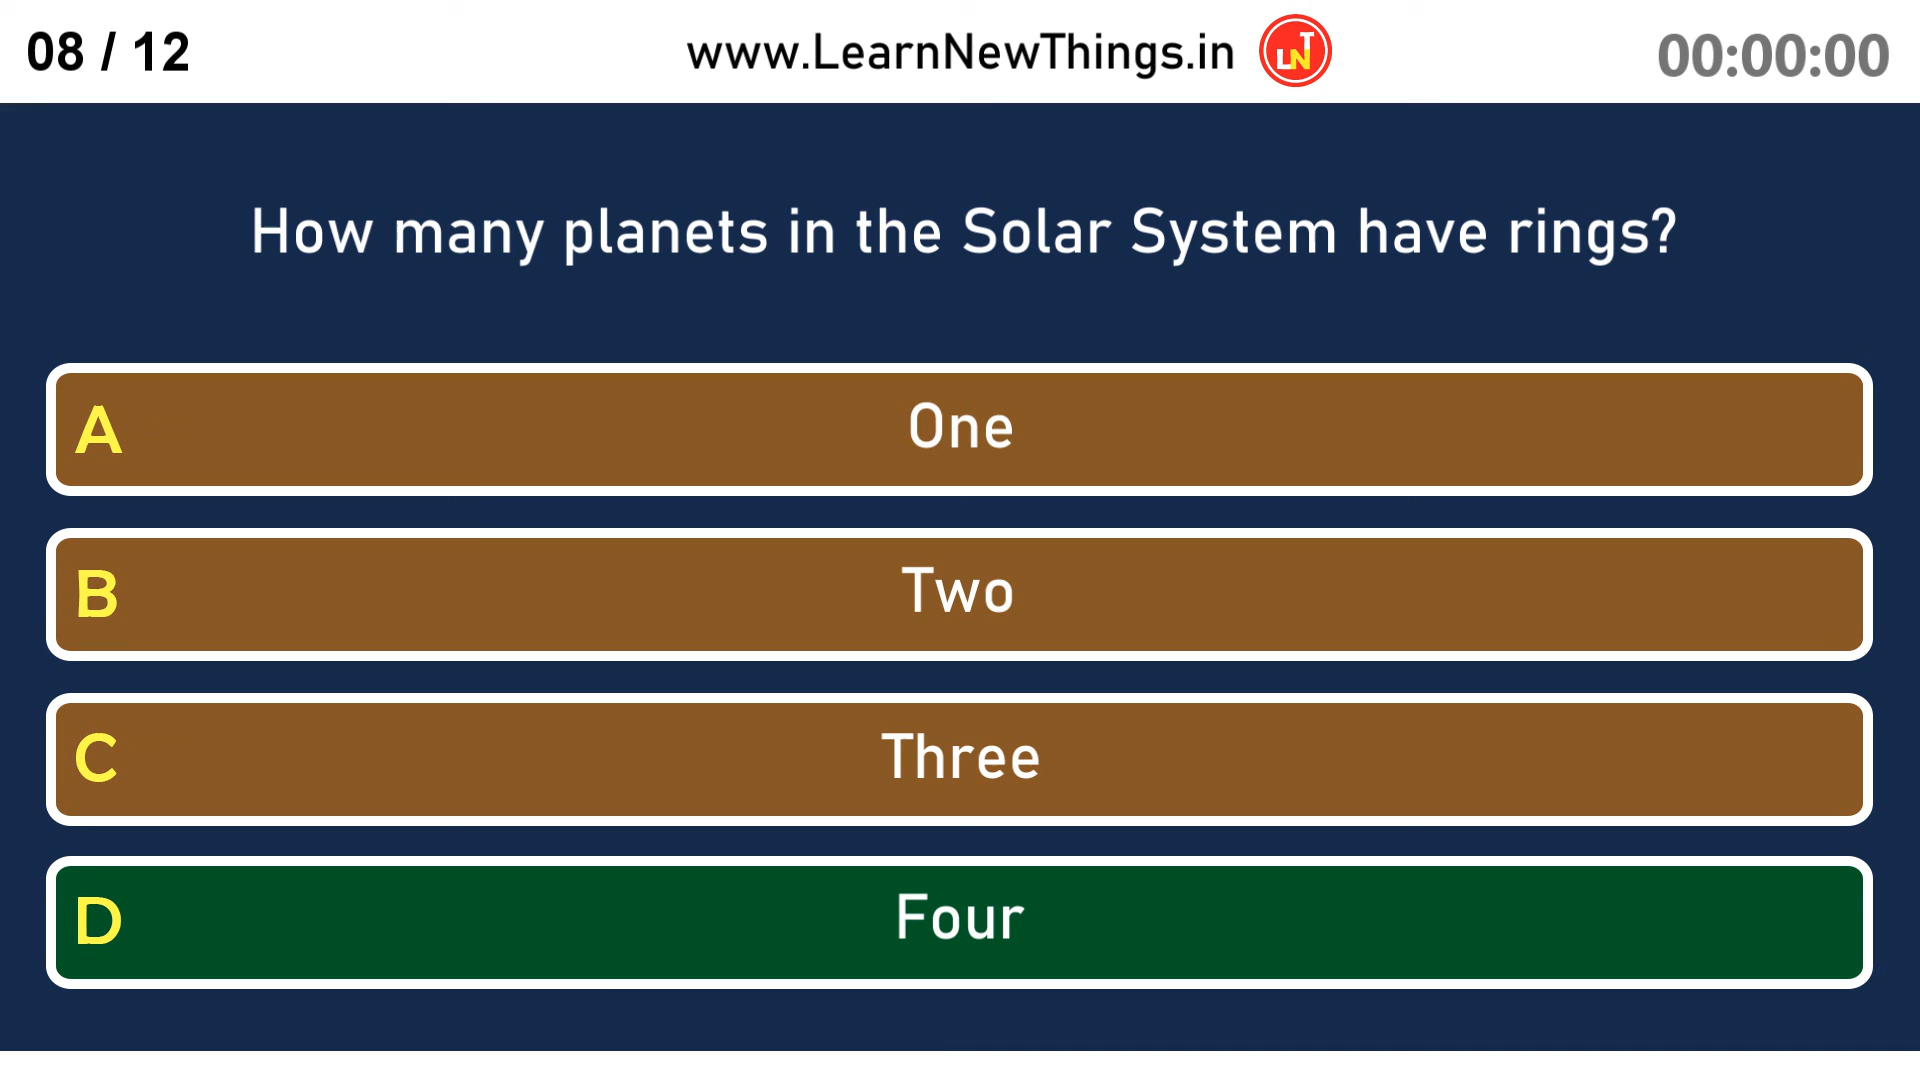 08 / 12
www.LearnNewThings.in
LNT
00:00:00
How many planets in the Solar System have rings?
A One
B Two
C Three
D Four